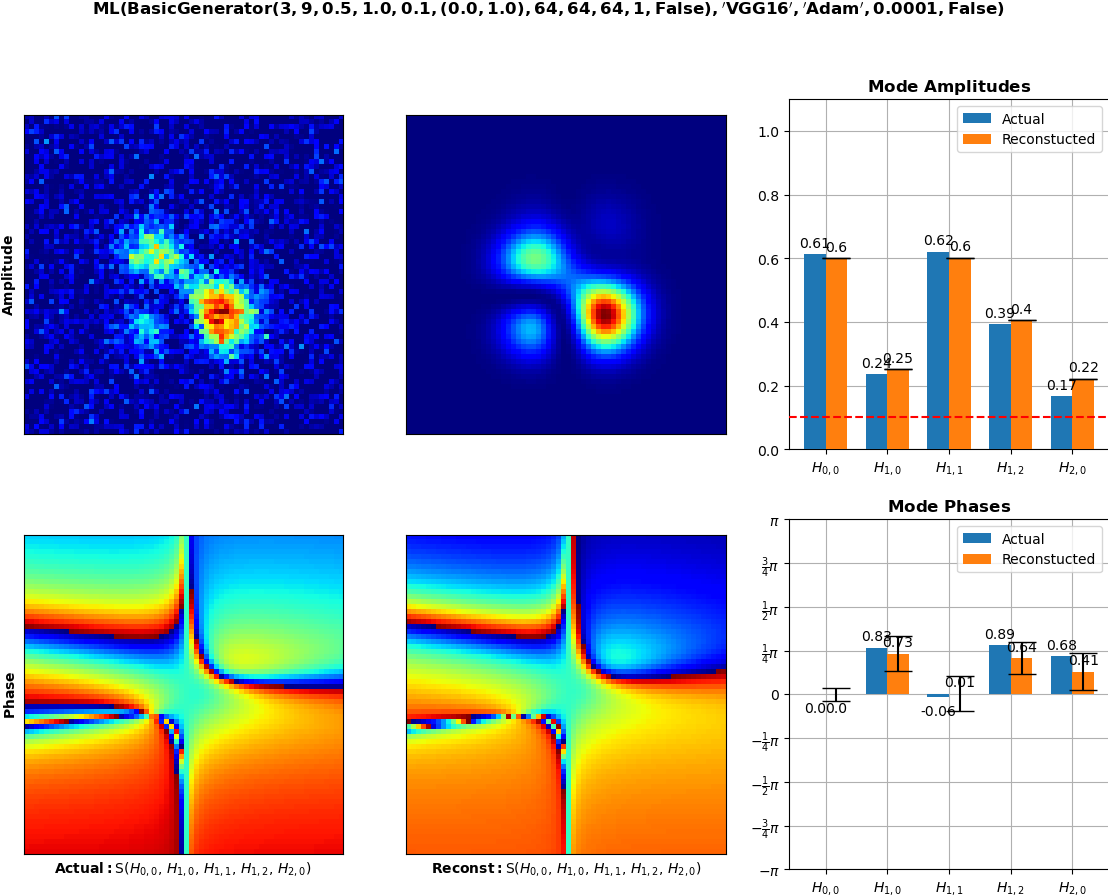 ML(BasicGenerator(3, 9, 0.5, 1.0, 0.1, (0.0, 1.0), 64, 64, 64, 1, False), ′VGG16′, ′Adam′, 0.0001, False)
Amplitude
Mode Amplitudes
Actual
Reconstucted
1.0
0.8
0.6
0.4
0.2
0.0
0.61
0.6
0.24
0.25
0.62
0.6
0.39
0.4
0.17
0.22
H0,0
H1,0
H1,1
H1,2
H2,0
Phase
Actual: S(H0,0, H1,0, H1,1, H1,2, H2,0)
Reconst: S(H0,0, H1,0, H1,1, H1,2, H2,0)
Mode Phases
Actual
Reconstucted
π
3/4π
1/2π
1/4π
0
−1/4π
−1/2π
−3/4π
−π
0.0
0.0
0.83
0.73
-0.06
0.01
0.89
0.64
0.68
0.41
H0,0
H1,0
H1,1
H1,2
H2,0